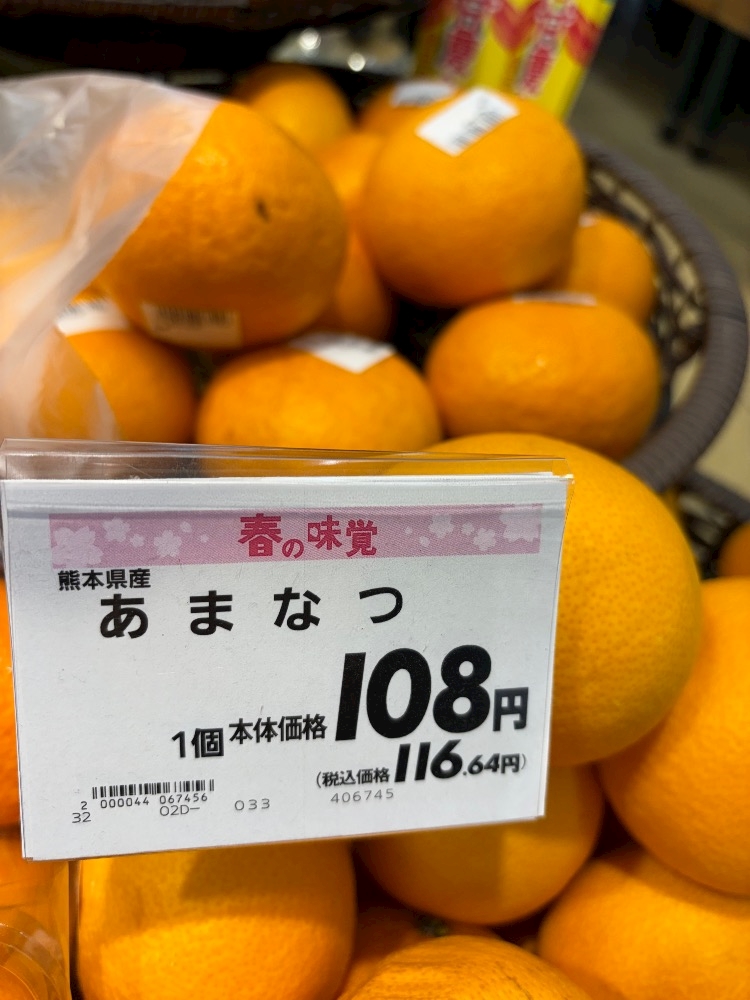 春の味覚
熊本県産
あまなつ
1個 本体価格 108円
(税込価格 116.64円)
2 000044 067456
32 02D- 033 406745